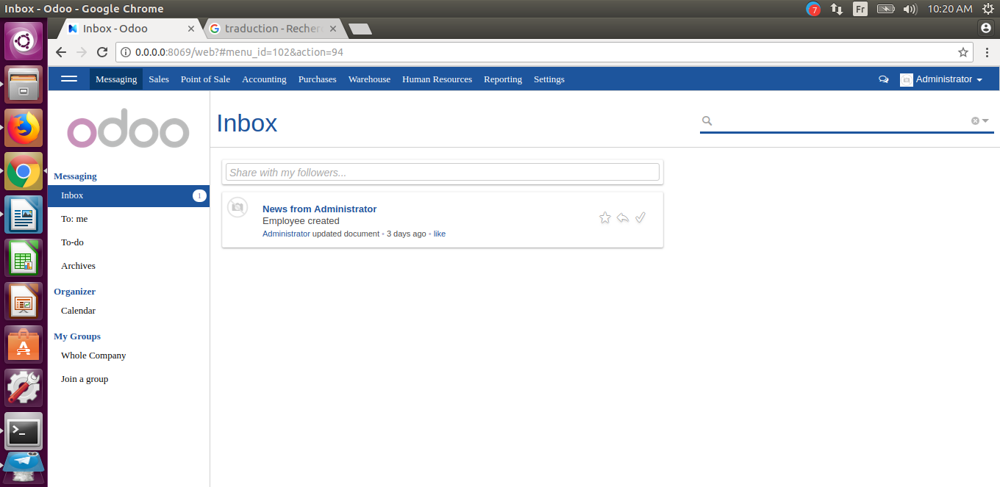 Inbox - Odoo - Google Chrome
7
Fr
10:20 AM
Inbox - Odoo
traduction - Recher
0.0.0.0:8069/web?#menu_id=102&action=94
Messaging Sales Point of Sale Accounting Purchases Warehouse Human Resources Reporting Settings
Administrator
odoo
Inbox
Messaging
Inbox 1
To: me
To-do
Archives
Organizer
Calendar
My Groups
Whole Company
Join a group
Share with my followers...
News from Administrator
Employee created
Administrator updated document • 3 days ago • like